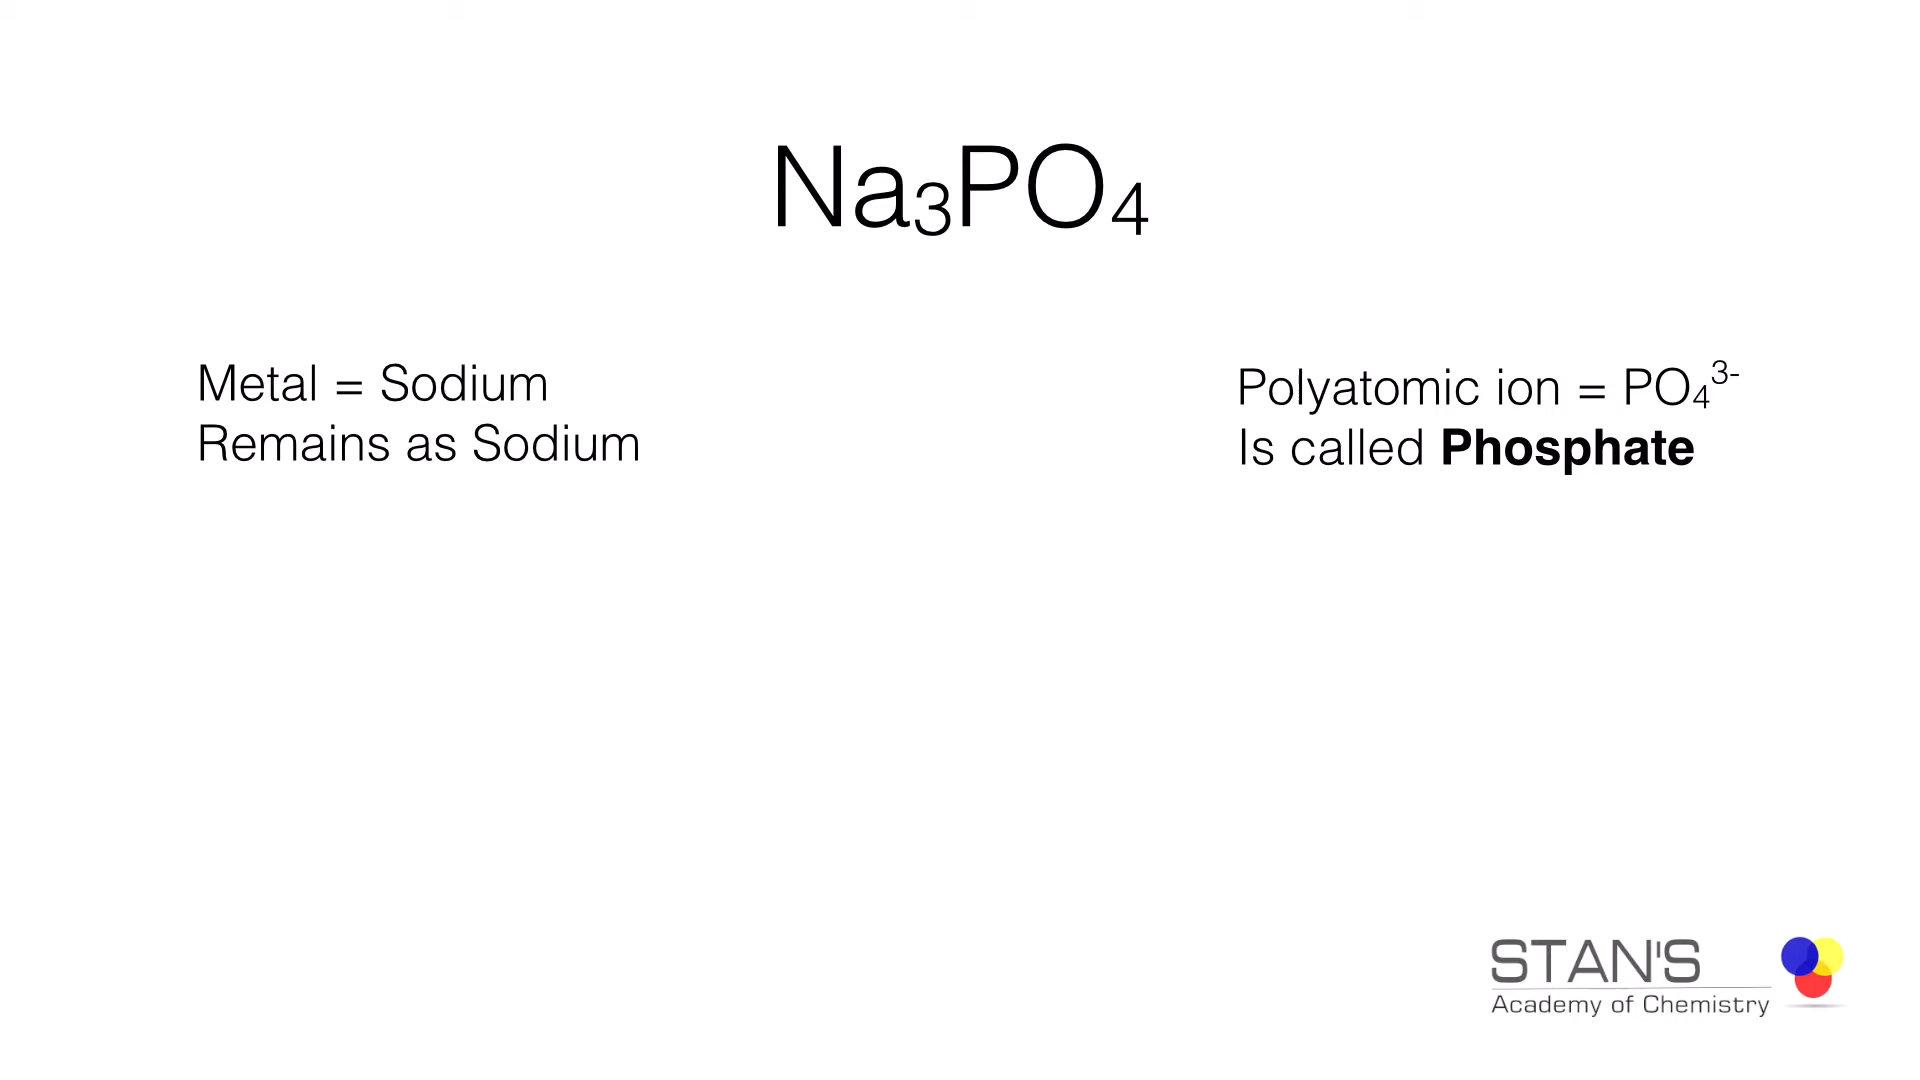 Na₃PO₄
Metal = Sodium
Remains as Sodium
Polyatomic ion = PO₄³⁻
Is called Phosphate
STAN'S
Academy of Chemistry